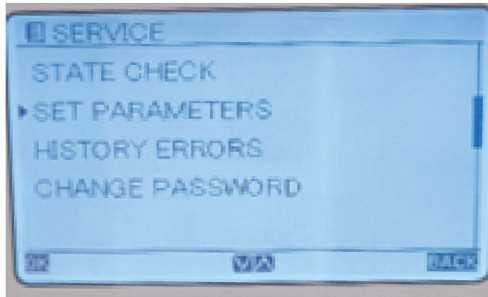 SERVICE
STATE CHECK
SET PARAMETERS
HISTORY ERRORS
CHANGE PASSWORD
OK BACK